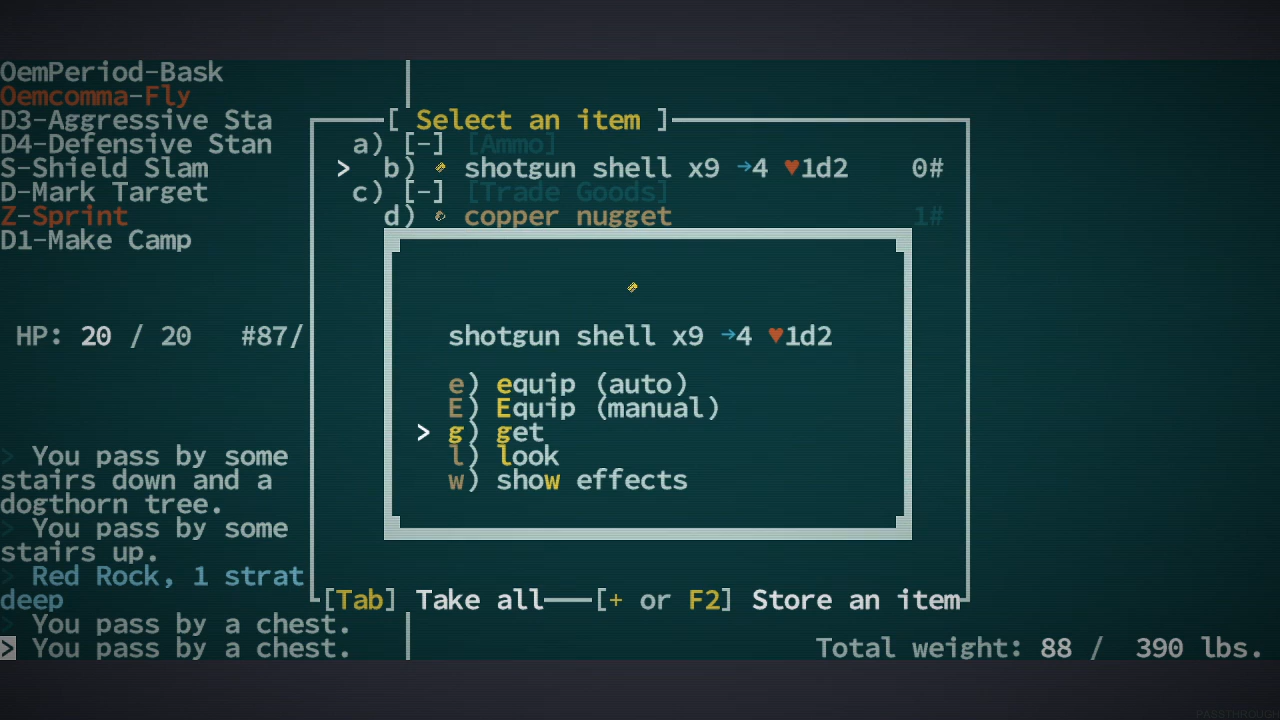 OemPeriod-Bask
Oemcomma-Fly
D3-Aggressive Sta
D4-Defensive Stan
S-Shield Slam
D-Mark Target
Z-Sprint
D1-Make Camp
HP: 20 / 20 #87/
> You pass by some
stairs down and a
dogthorn tree.
> You pass by some
stairs up.
> Red Rock, 1 strat
deep
> You pass by a chest.
> You pass by a chest.
[ Select an item ]
a) [-] [Ammo]
> b) shotgun shell x9 →4 ♥1d2 0#
c) [-] [Trade Goods]
d) copper nugget 1#
shotgun shell x9 →4 ♥1d2
e) equip (auto)
E) Equip (manual)
> g) get
l) look
w) show effects
[Tab] Take all [+ or F2] Store an item
Total weight: 88 / 390 lbs.